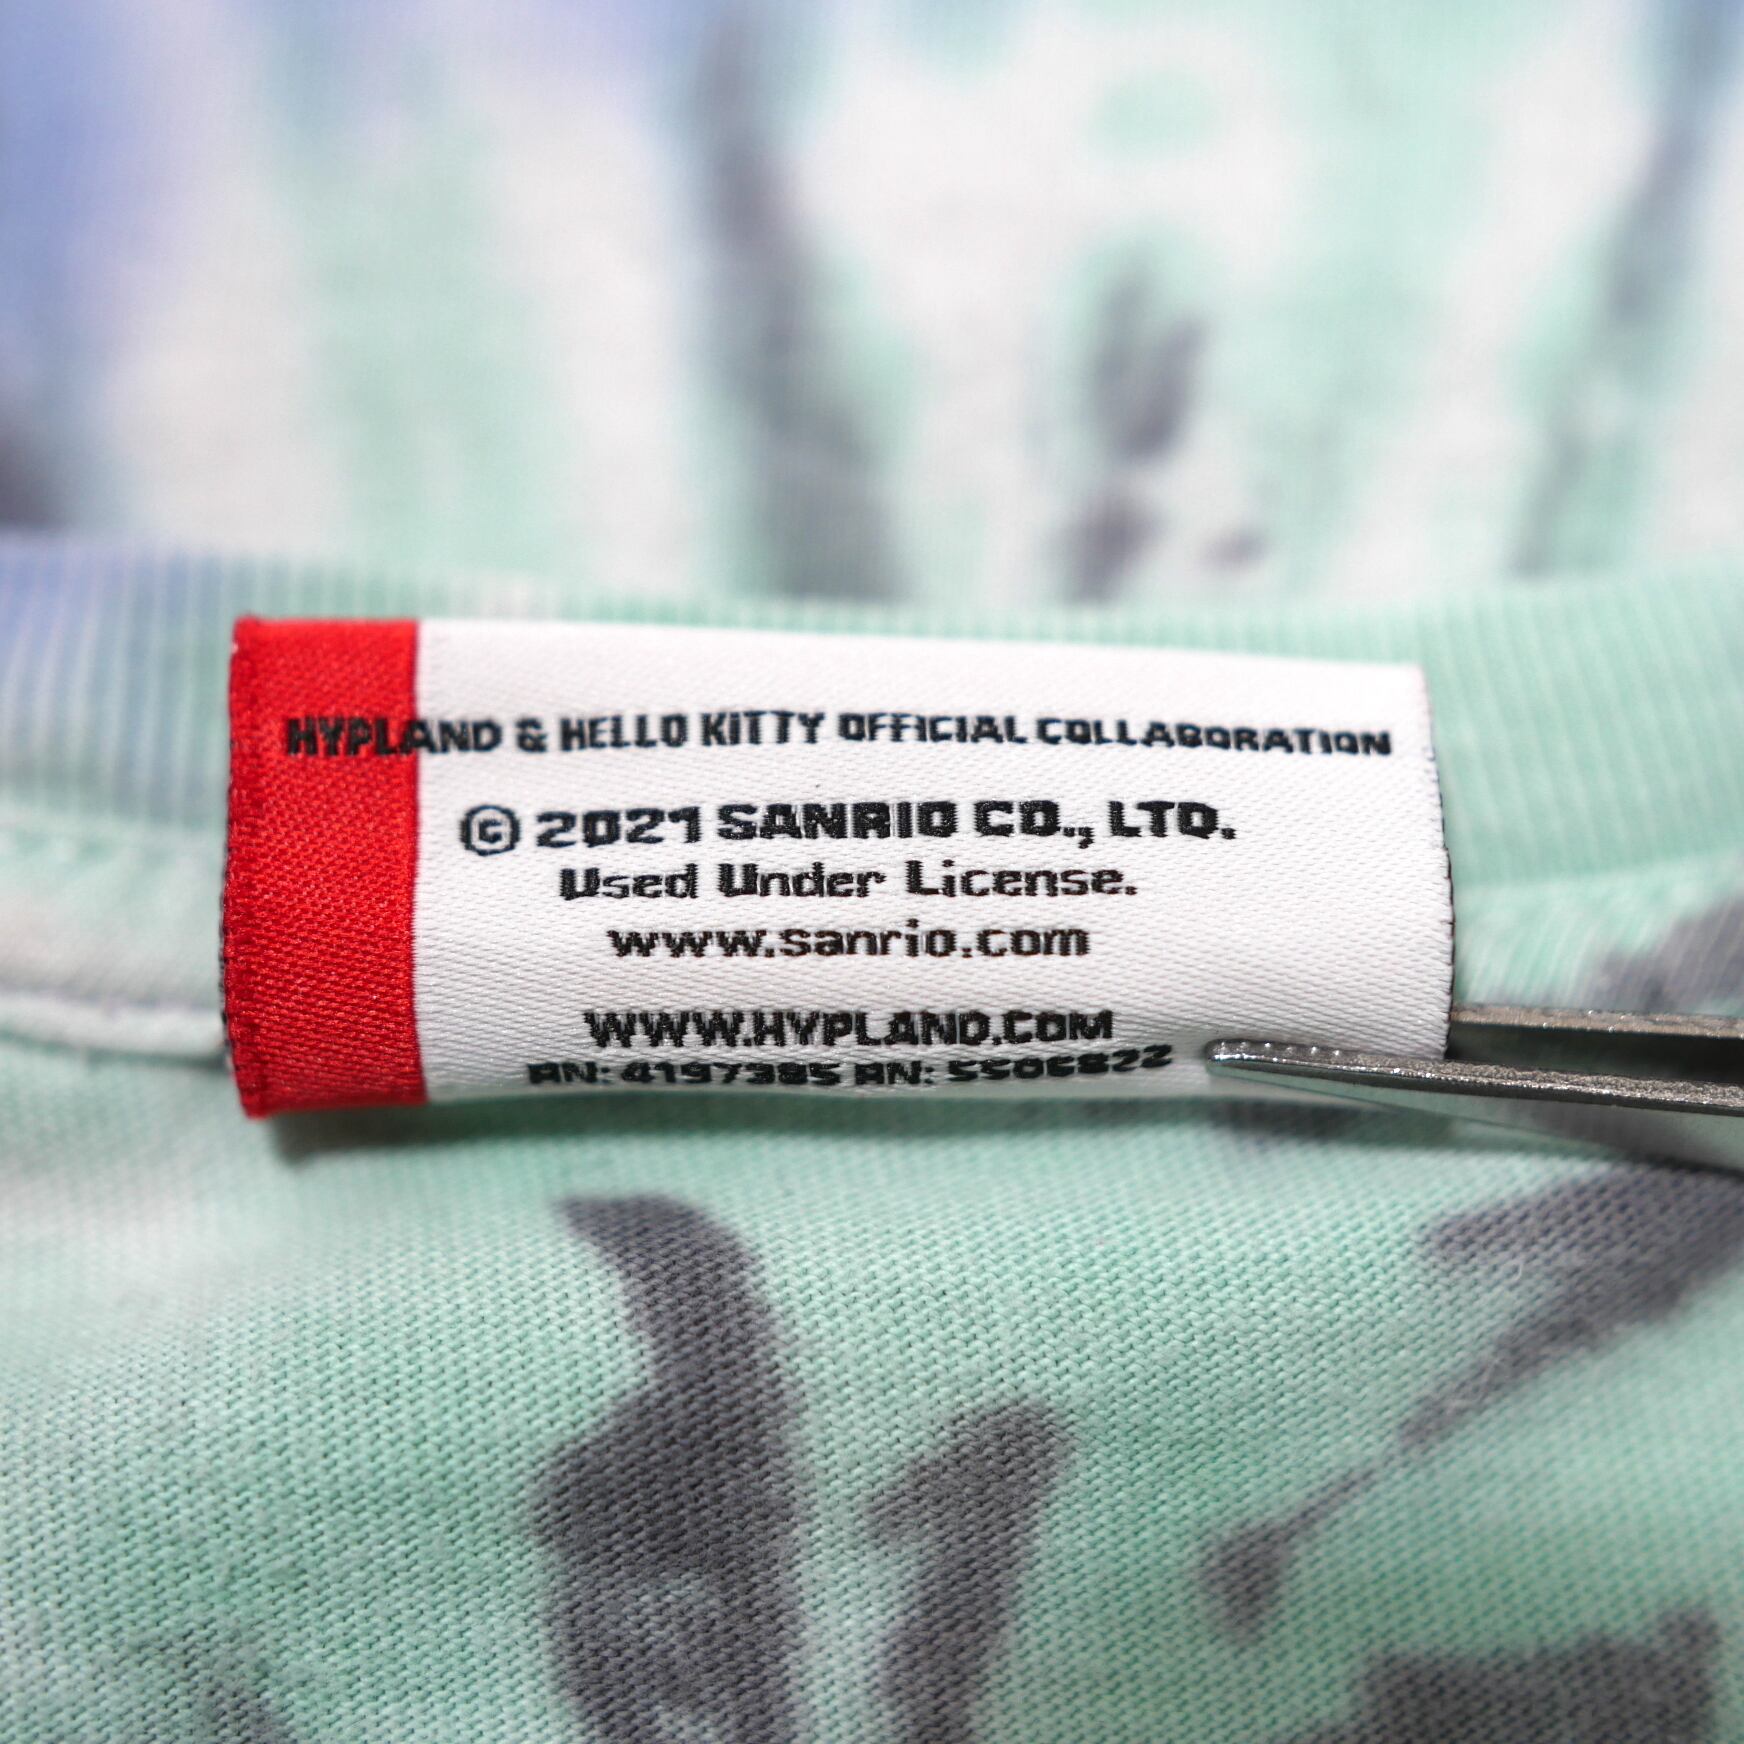 HYPLAND & HELLO KITTY OFFICIAL COLLABORATION
© 2021 SANRIO CO., LTD.
Used Under License.
www.sanrio.com
WWW.HYPLAND.COM
RN: 4197385 RN: 5506822